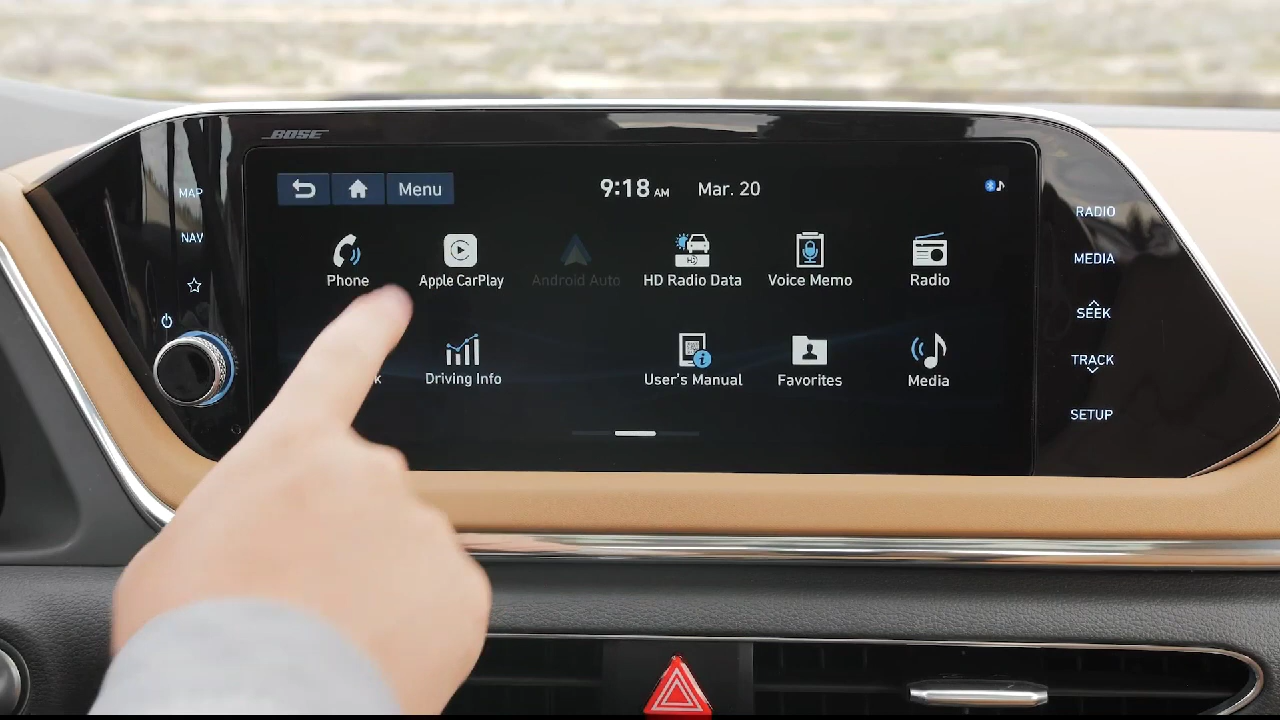 BOSE
MAP
NAV
Menu
9:18 AM Mar. 20
Phone
Apple CarPlay
Android Auto
HD
HD Radio Data
Voice Memo
Radio
Driving Info
User's Manual
Favorites
Media
RADIO
MEDIA
SEEK
TRACK
SETUP